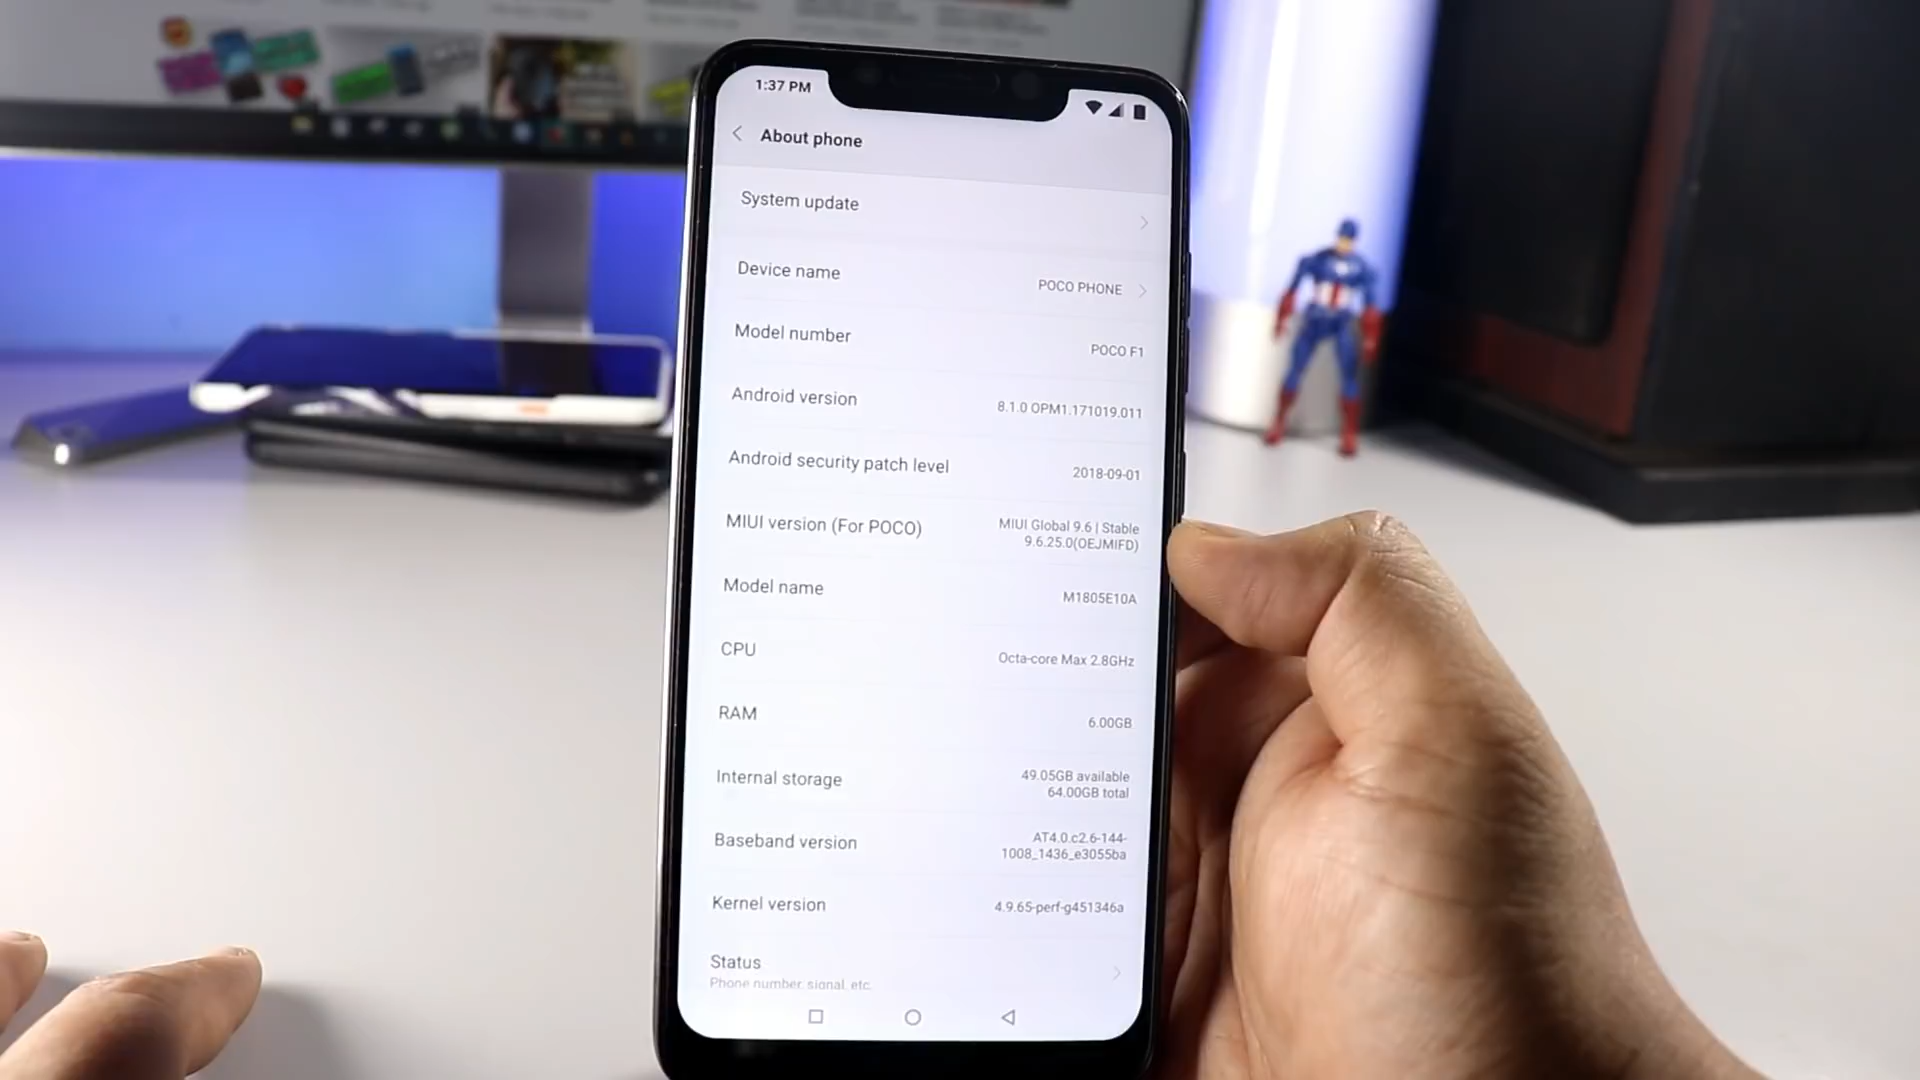 1:37 PM
About phone
System update
Device name
POCO PHONE
Model number
POCO F1
Android version
8.1.0 OPM1.171019.011
Android security patch level
2018-09-01
MIUI version (For POCO)
MIUI Global 9.6 | Stable
9.6.25.0(OEJMIFD)
Model name
M1805E10A
CPU
Octa-core Max 2.8GHz
RAM
6.00GB
Internal storage
49.05GB available
64.00GB total
Baseband version
AT4.0.c2.6-144-
1008_1436_e3055ba
Kernel version
4.9.65-perf-g451346a
Status
Phone number, signal, etc.